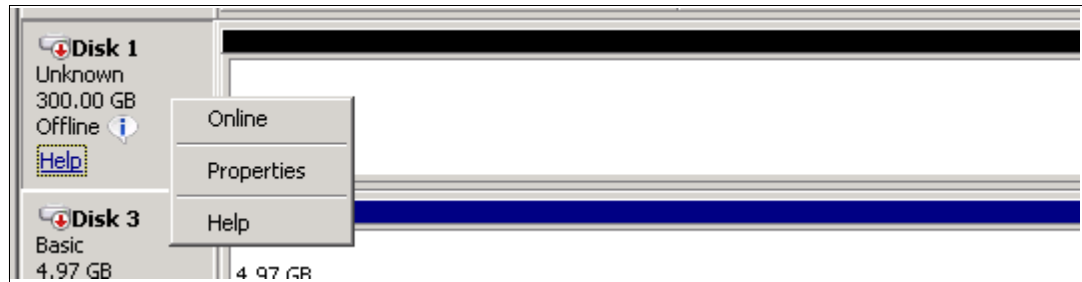 Disk 1
Unknown
300.00 GB
Offline
Help
Online
Properties
Help
Disk 3
Basic
4.97 GB
4.97 GB